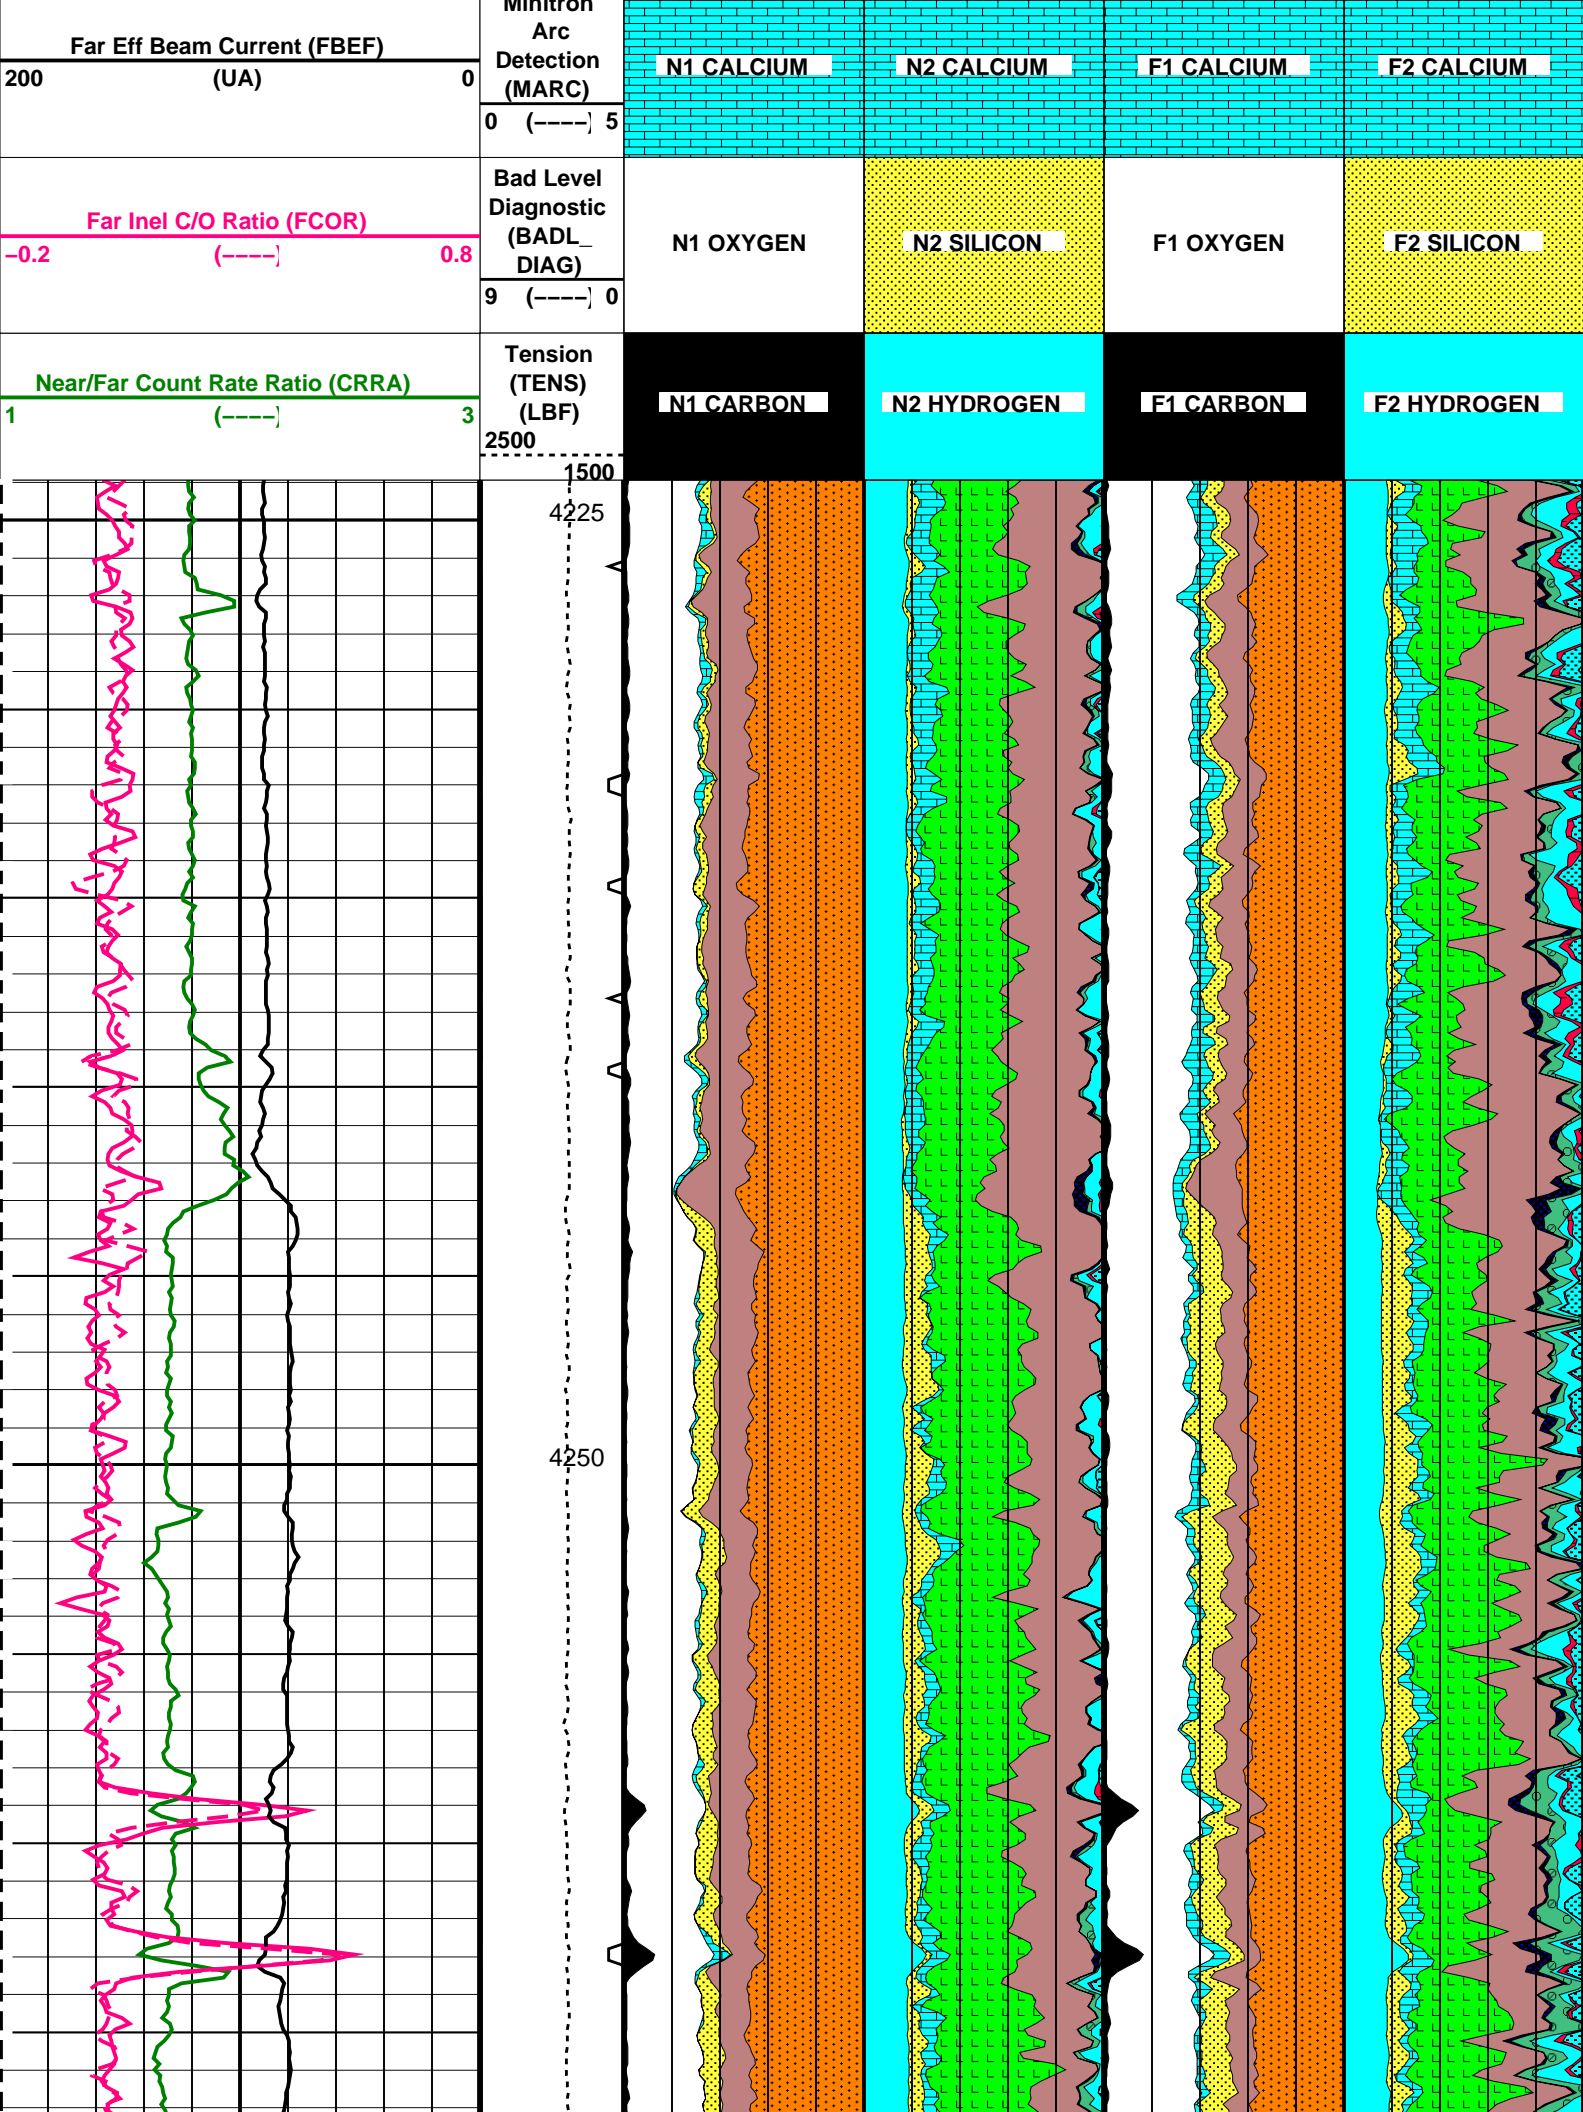 Far Eff Beam Current (FBEF)
200 (UA) 0
Minitron
Arc
Detection
(MARC)
0 (----) 5
N1 CALCIUM
N2 CALCIUM
F1 CALCIUM
F2 CALCIUM
Far Inel C/O Ratio (FCOR)
-0.2 (----) 0.8
Bad Level
Diagnostic
(BADL_
DIAG)
9 (----) 0
N1 OXYGEN
N2 SILICON
F1 OXYGEN
F2 SILICON
Near/Far Count Rate Ratio (CRRA)
1 (----) 3
Tension
(TENS)
(LBF)
2500
1500
N1 CARBON
N2 HYDROGEN
F1 CARBON
F2 HYDROGEN
4225
4250